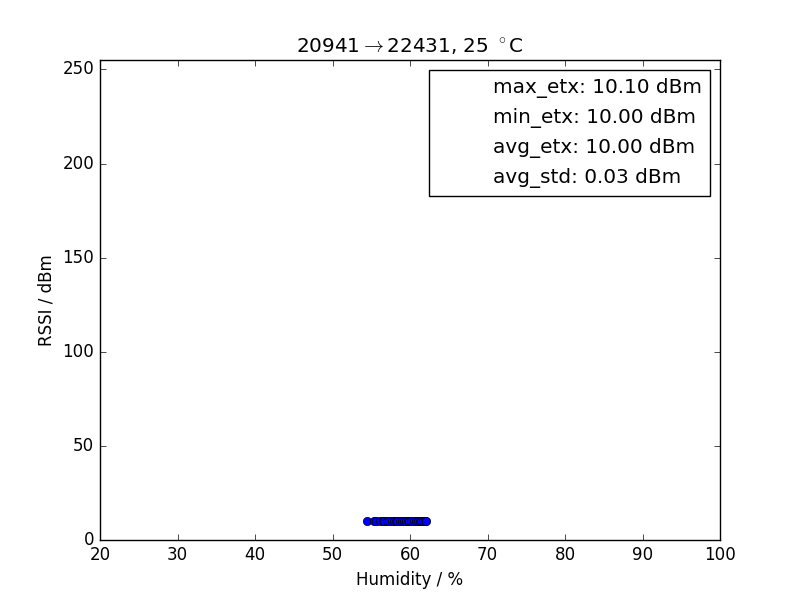 20941→22431, 25 °C
max_etx: 10.10 dBm
min_etx: 10.00 dBm
avg_etx: 10.00 dBm
avg_std: 0.03 dBm
RSSI / dBm
250
200
150
100
50
0
20 30 40 50 60 70 80 90 100
Humidity / %